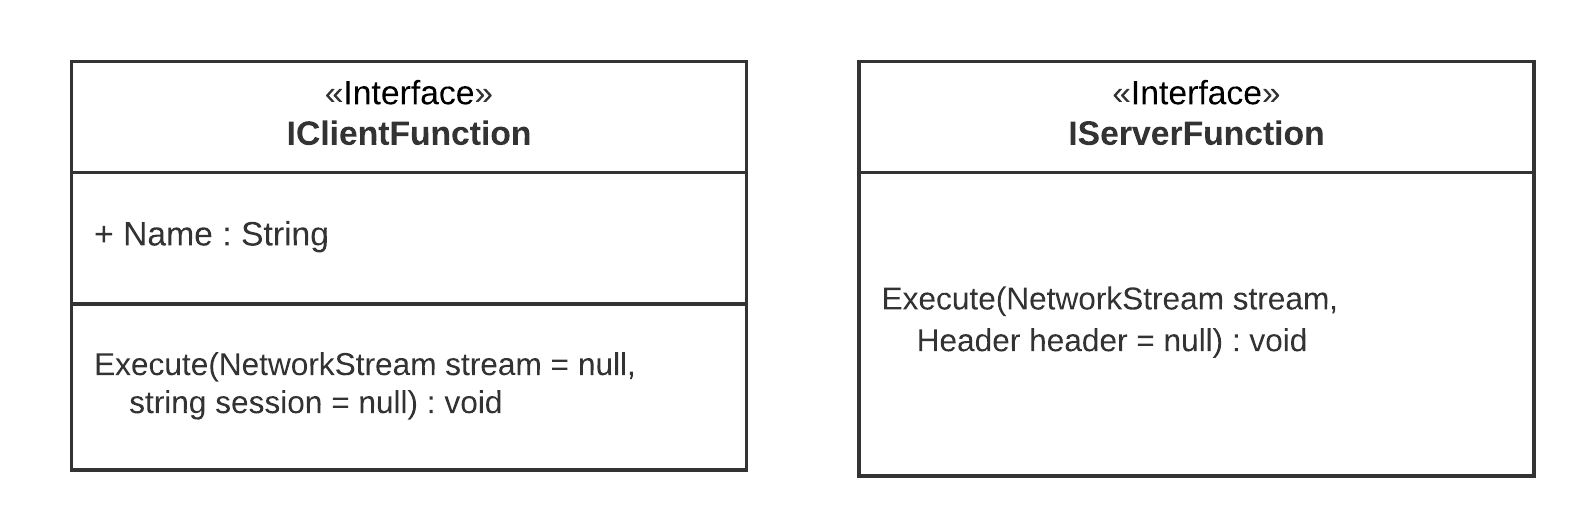 «Interface»
IClientFunction
+ Name : String
Execute(NetworkStream stream = null,
string session = null) : void
«Interface»
IServerFunction
Execute(NetworkStream stream,
Header header = null) : void